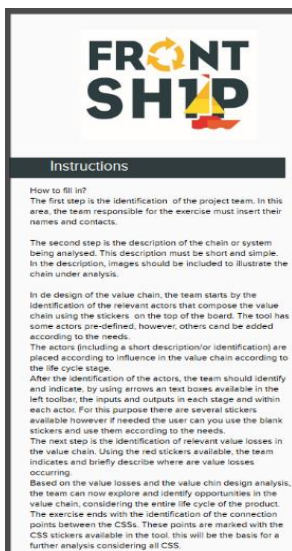 FRONT
SH1P
Instructions
How to fill in?
The first step is the identification of the project team. In this
area, the team responsible for the exercise must insert their
names and contacts.
The second step is the description of the chain or system
being analysed. This description must be short and simple.
In the description, images should be included to illustrate the
chain under analysis.
In de design of the value chain, the team starts by the
identification of the relevant actors that compose the value
chain using the stickers on the top of the board. The tool has
some actors pre-defined, however, others cand be added
according to the needs.
The actors (including a short description/or identification) are
placed according to influence in the value chain according to
the life cycle stage.
After the identification of the actors, the team should identify
and indicate, by using arrows an text boxes available in the
left toolbar, the inputs and outputs in each stage and within
each actor. For this purpose there are several stickers
available however if needed the user can you use the blank
stickers and use them according to the needs.
The next step is the identification of relevant value losses in
the value chain. Using the red stickers available, the team
indicates and briefly describe where are value losses
occurring.
Based on the value losses and the value chin design analysis,
the team can now explore and identify opportunities in the
value chain, considering the entire life cycle of the product.
The exercise ends with the identification of the connection
points between the CSSs. These points are marked with the
CSS stickers available in the tool. this will be the basis for a
further analysis considering all CSS.